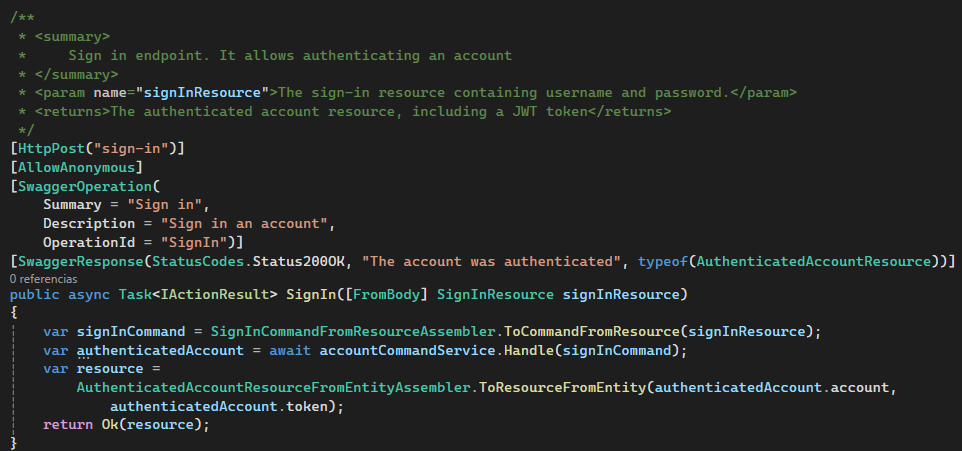 /**
 * <summary>
 *     Sign in endpoint. It allows authenticating an account
 * </summary>
 * <param name="signInResource">The sign-in resource containing username and password.</param>
 * <returns>The authenticated account resource, including a JWT token</returns>
 */
[HttpPost("sign-in")]
[AllowAnonymous]
[SwaggerOperation(
    Summary = "Sign in",
    Description = "Sign in an account",
    OperationId = "SignIn")]
[SwaggerResponse(StatusCodes.Status200OK, "The account was authenticated", typeof(AuthenticatedAccountResource))]
0 referencias
public async Task<IActionResult> SignIn([FromBody] SignInResource signInResource)
{
    var signInCommand = SignInCommandFromResourceAssembler.ToCommandFromResource(signInResource);
    var authenticatedAccount = await accountCommandService.Handle(signInCommand);
    var resource =
        AuthenticatedAccountResourceFromEntityAssembler.ToResourceFromEntity(authenticatedAccount.account,
            authenticatedAccount.token);
    return Ok(resource);
}